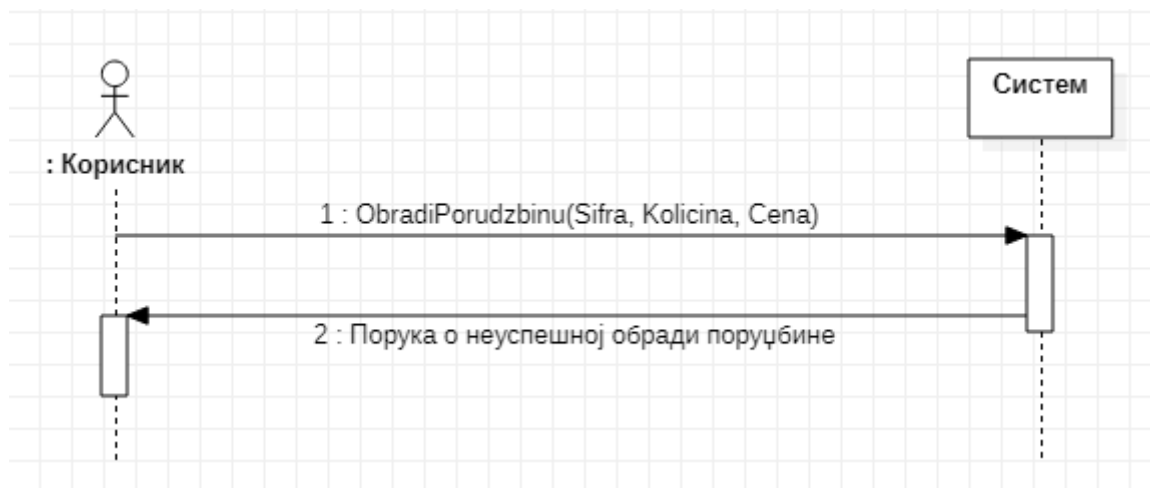 Систем
: Корисник
1 : ObradiPorudzbinu(Sifra, Kolicina, Cena)
2 : Порука о неуспешној обради поруџбине